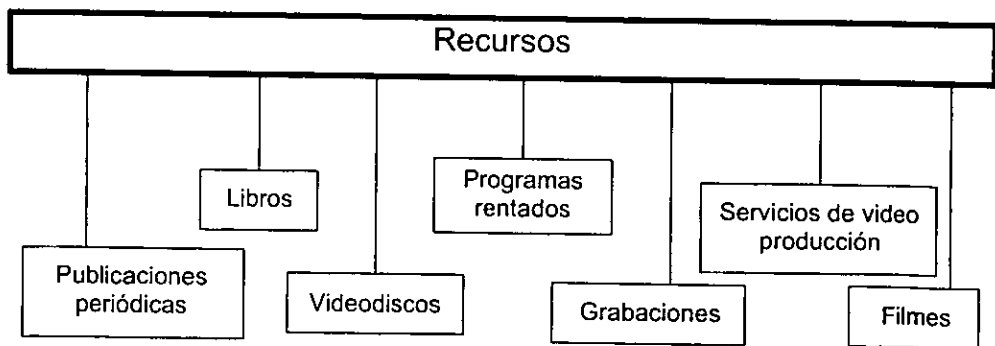 Recursos
Libros
Programas
rentados
Servicios de video
producción
Publicaciones
periódicas
Videodiscos
Grabaciones
Filmes